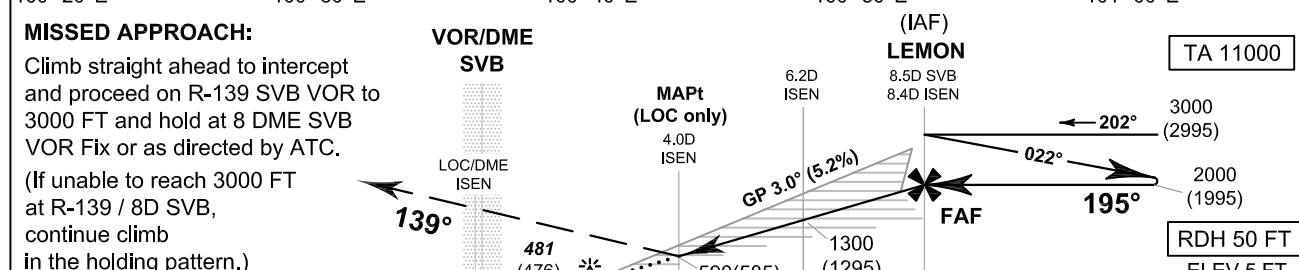 MISSED APPROACH:
Climb straight ahead to intercept
and proceed on R-139 SVB VOR to
3000 FT and hold at 8 DME SVB
VOR Fix or as directed by ATC.
(If unable to reach 3000 FT
at R-139 / 8D SVB,
continue climb
in the holding pattern.)
VOR/DME
SVB
LOC/DME
ISEN
139°
481
(476)
MAPt
(LOC only)
4.0D
ISEN
GP 3.0° (5.2%)
6.2D
ISEN
1300
(1295)
(IAF)
LEMON
8.5D SVB
8.4D ISEN
FAF
202°
022°
195°
TA 11000
3000
(2995)
2000
(1995)
RDH 50 FT
ELEV 5 FT